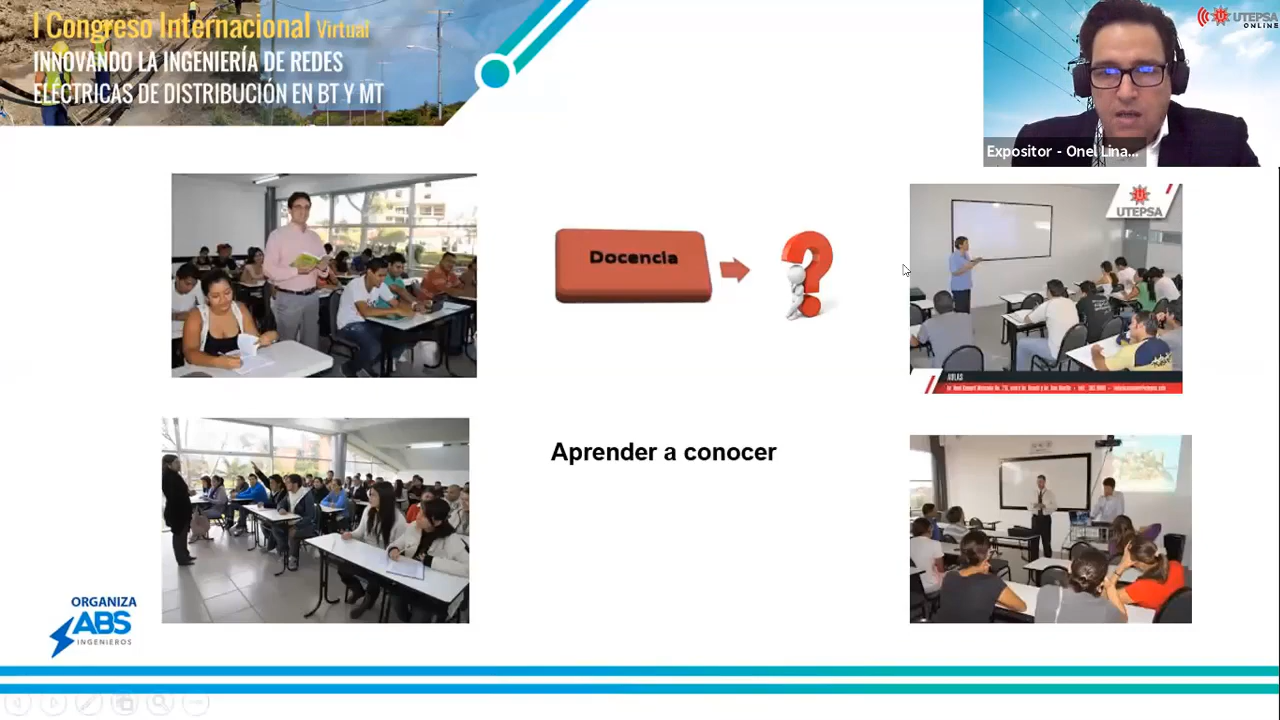 I Congreso Internacional Virtual
INNOVANDO LA INGENIERÍA DE REDES
ELÉCTRICAS DE DISTRIBUCIÓN EN BT Y MT
UTEPSA
ONLINE
Expositor - Onel Lina...
Docencia
UTEPSA
AULAS
Aprender a conocer
ORGANIZA
ABS
INGENIEROS